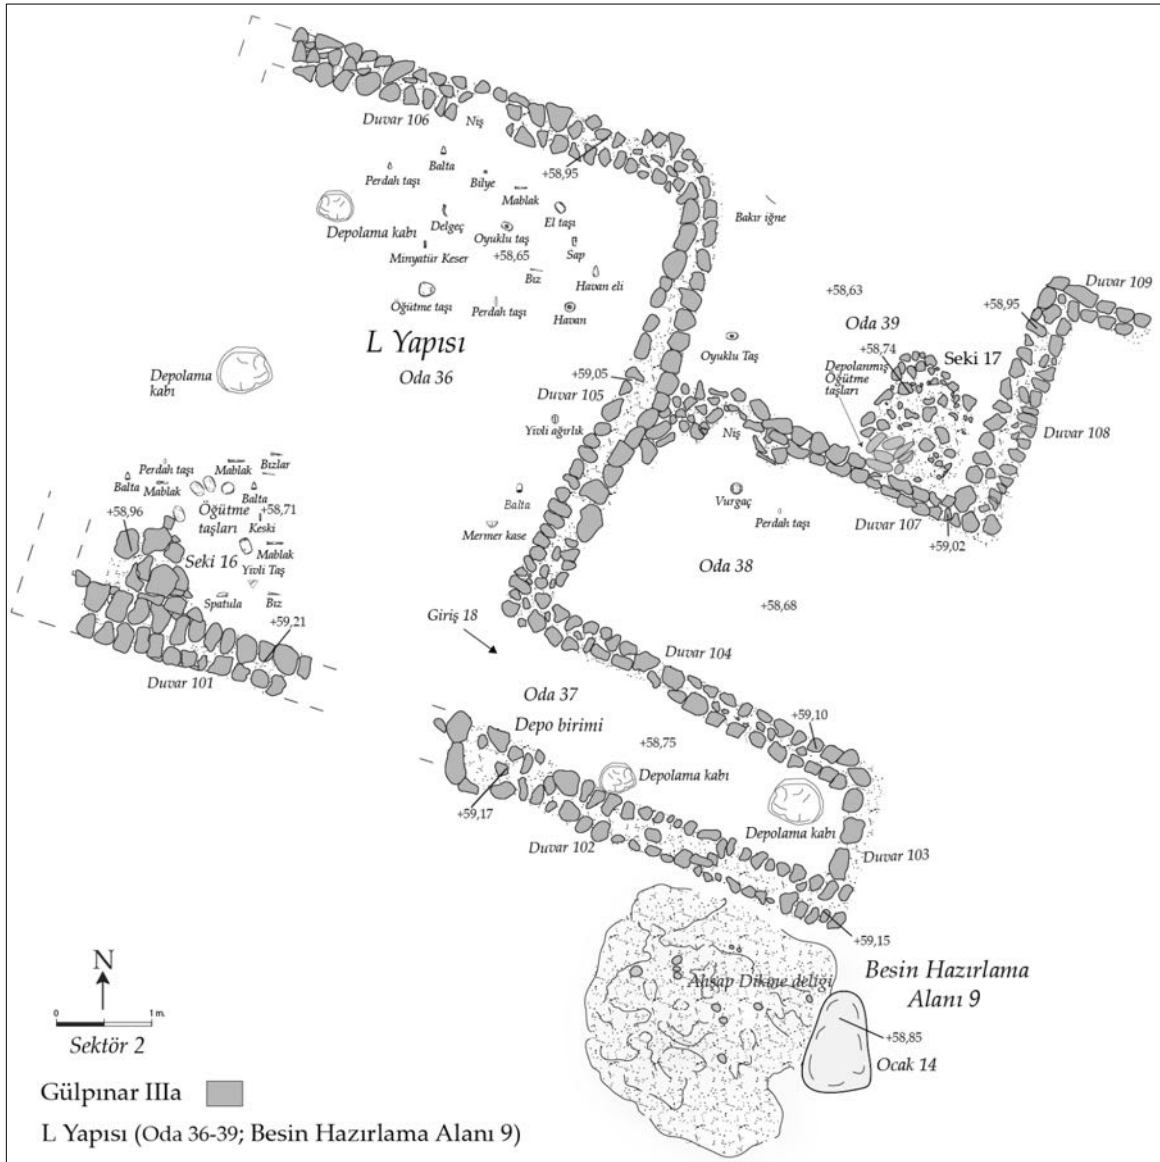 Duvar 106
Niş
+58,95
Perdah taşı
Balta
Bilye
Mablak
Depolama kabı
Delgeç
El taşı
Oyuklu taş
+58,65
Sap
Minyatür Keser
Bız
Havan eli
Öğütme taşı
Perdah taşı
Havan
Bakır iğne
L Yapısı
Oda 36
Depolama
kabı
+59,05
Duvar 105
Yivli ağırlık
Balta
Mermer kase
+58,63
Oda 39
+58,74
Seki 17
Oyuklu Taş
Depolanmış
Öğütme
taşları
+58,95
Duvar 109
Duvar 108
Niş
Vurgaç
Perdah taşı
Duvar 107
+59,02
Oda 38
+58,68
Perdah taşı
Mablak
Bızlar
Balta
Mablak
Balta
+58,96
Öğütme
taşları
+58,71
Keski
Seki 16
Mablak
Yivli Taş
Spatula
Bız
+59,21
Duvar 101
Giriş 18
Duvar 104
Oda 37
Depo birimi
+59,10
+58,75
Depolama kabı
Depolama kabı
+59,17
Duvar 102
Duvar 103
+59,15
Besin Hazırlama
Alanı 9
Ahşap Dikme deliği
+58,85
Ocak 14
N
0 1 m.
Sektör 2
Gülpınar IIIa
L Yapısı (Oda 36-39; Besin Hazırlama Alanı 9)